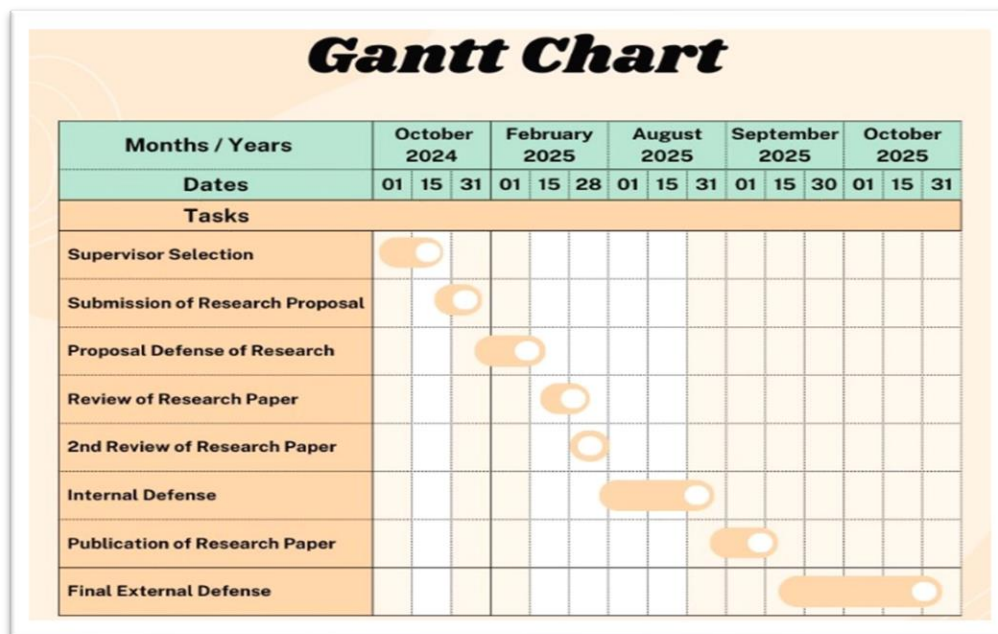 Gantt Chart
Months / Years
October 2024
February 2025
August 2025
September 2025
October 2025
Dates
01 15 31 01 15 28 01 15 31 01 15 30 01 15 31
Tasks
Supervisor Selection
Submission of Research Proposal
Proposal Defense of Research
Review of Research Paper
2nd Review of Research Paper
Internal Defense
Publication of Research Paper
Final External Defense